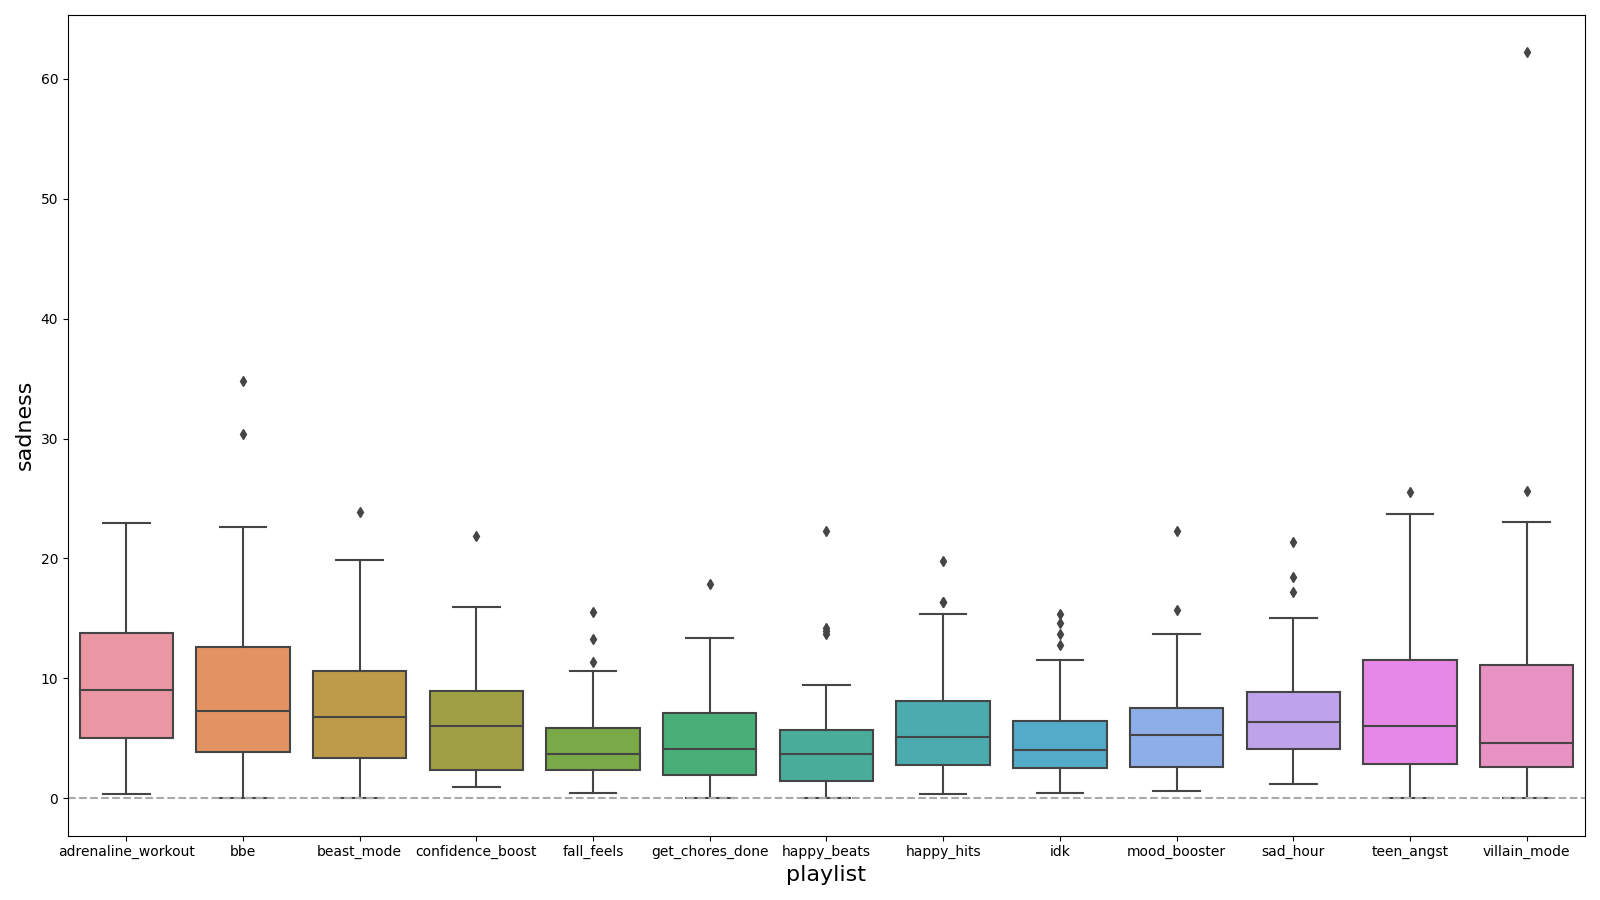 sadness
60
50
40
30
20
10
0
adrenaline_workout bbe beast_mode confidence_boost fall_feels get_chores_done happy_beats happy_hits idk mood_booster sad_hour teen_angst villain_mode
playlist